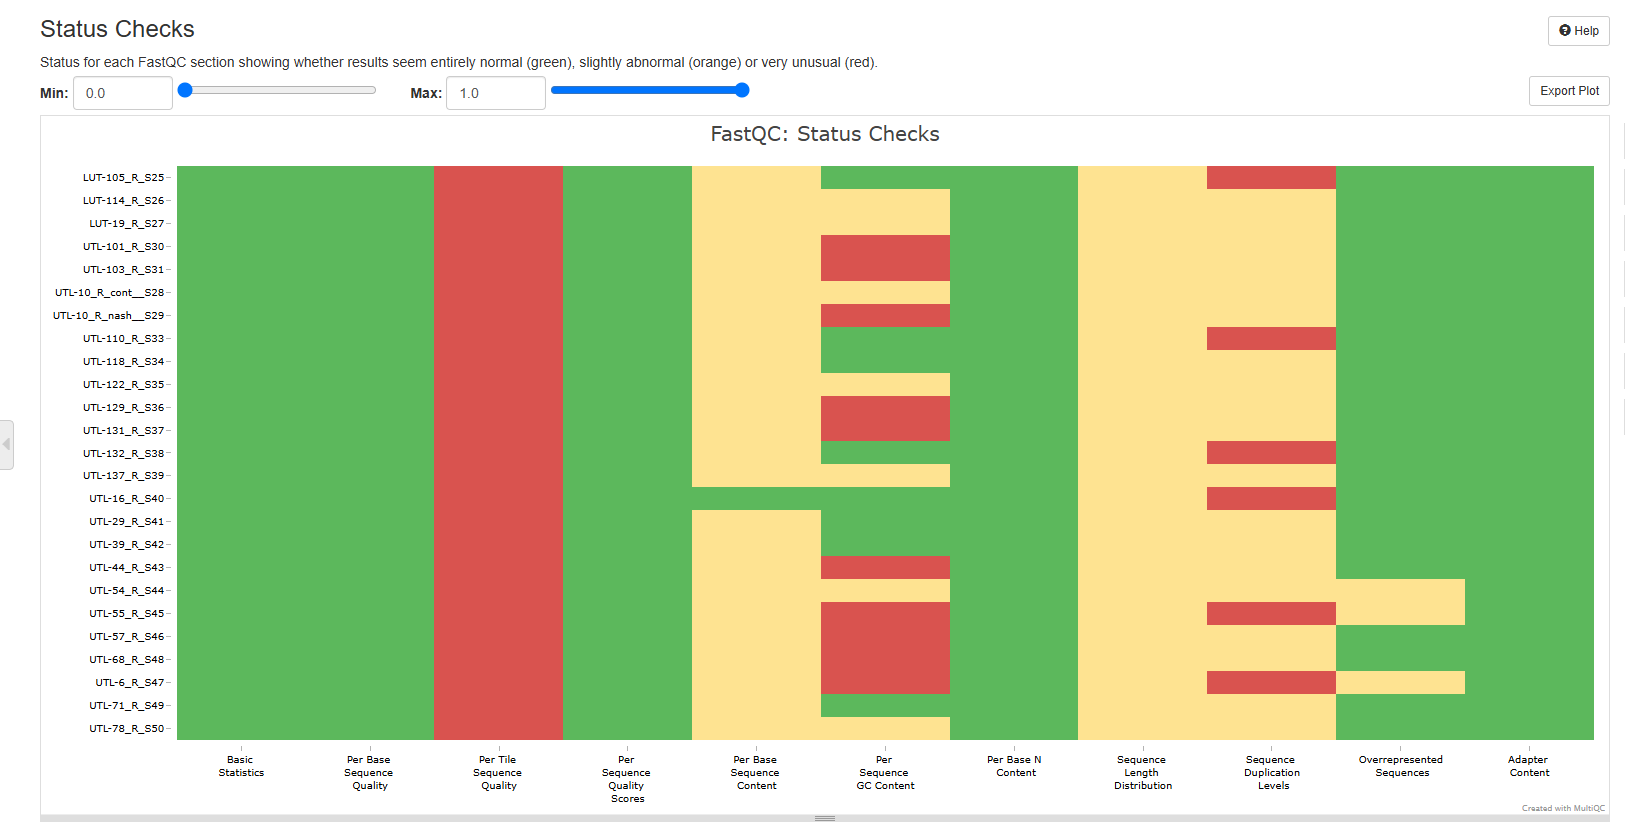 Status Checks
Help
Status for each FastQC section showing whether results seem entirely normal (green), slightly abnormal (orange) or very unusual (red).
Min: 0.0 Max: 1.0
Export Plot
FastQC: Status Checks
LUT-105_R_S25
LUT-114_R_S26
LUT-19_R_S27
UTL-101_R_S30
UTL-103_R_S31
UTL-10_R_cont__S28
UTL-10_R_nash__S29
UTL-110_R_S33
UTL-118_R_S34
UTL-122_R_S35
UTL-129_R_S36
UTL-131_R_S37
UTL-132_R_S38
UTL-137_R_S39
UTL-16_R_S40
UTL-29_R_S41
UTL-39_R_S42
UTL-44_R_S43
UTL-54_R_S44
UTL-55_R_S45
UTL-57_R_S46
UTL-68_R_S48
UTL-6_R_S47
UTL-71_R_S49
UTL-78_R_S50
Basic
Statistics
Per Base
Sequence
Quality
Per Tile
Sequence
Quality
Per
Sequence
Quality
Scores
Per Base
Sequence
Content
Per
Sequence
GC Content
Per Base N
Content
Sequence
Length
Distribution
Sequence
Duplication
Levels
Overrepresented
Sequences
Adapter
Content
Created with MultiQC